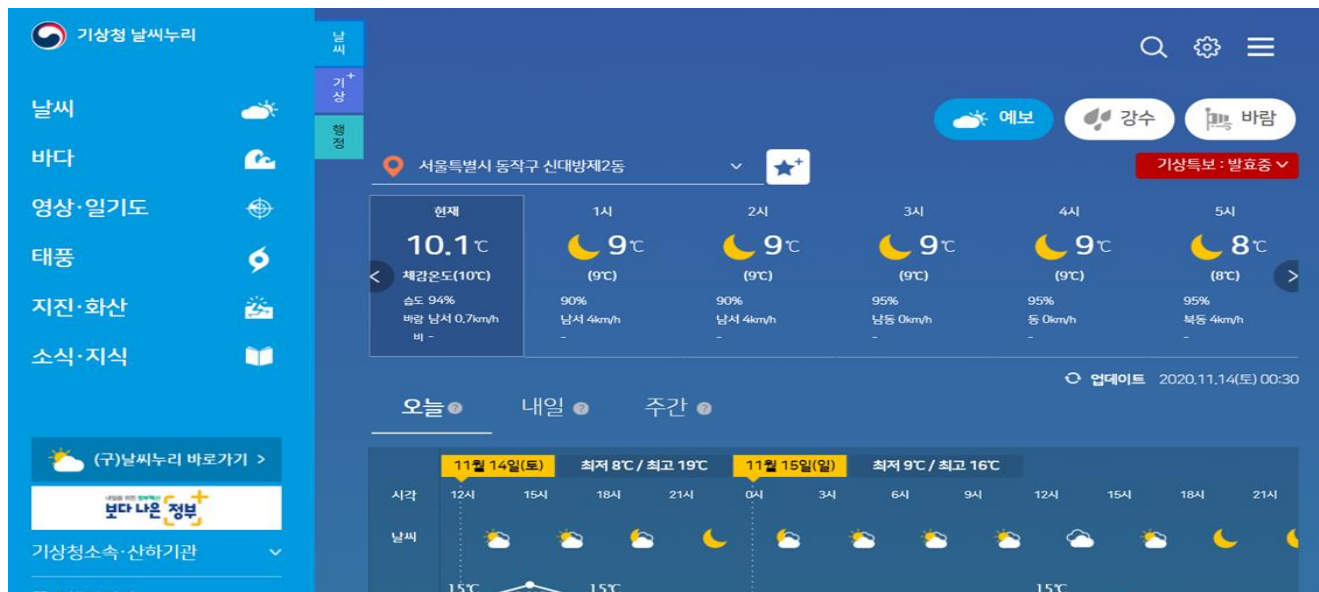 기상청 날씨누리
날씨
바다
영상·일기도
태풍
지진·화산
소식·지식
(구)날씨누리 바로가기 >
보다 나은 정부
기상청소속·산하기관
날씨
기상+
행정
예보 강수 바람
서울특별시 동작구 신대방제2동
기상특보 : 발효중
현재 1시 2시 3시 4시 5시
10.1℃ 9℃ 9℃ 9℃ 9℃ 8℃
체감온도(10℃) (9℃) (9℃) (9℃) (9℃) (8℃)
습도 94% 90% 90% 95% 95% 95%
바람 남서 0.7km/h 남서 4km/h 남서 4km/h 남동 0km/h 동 0km/h 북동 4km/h
비 - - - - - -
업데이트 2020.11.14(토) 00:30
오늘 내일 주간
11월 14일(토) 최저 8℃ / 최고 19℃ 11월 15일(일) 최저 9℃ / 최고 16℃
시각 12시 15시 18시 21시 0시 3시 6시 9시 12시 15시 18시 21시
날씨
15℃ 15℃ 15℃